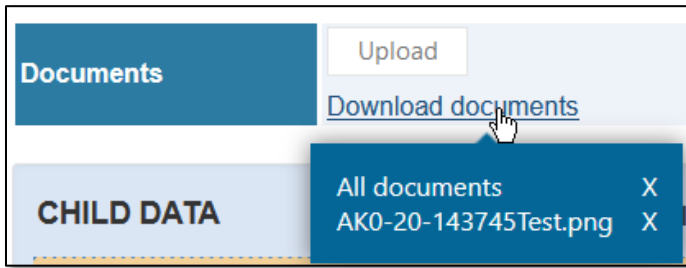 Documents
Upload
Download documents
CHILD DATA
All documents X
AK0-20-143745Test.png X